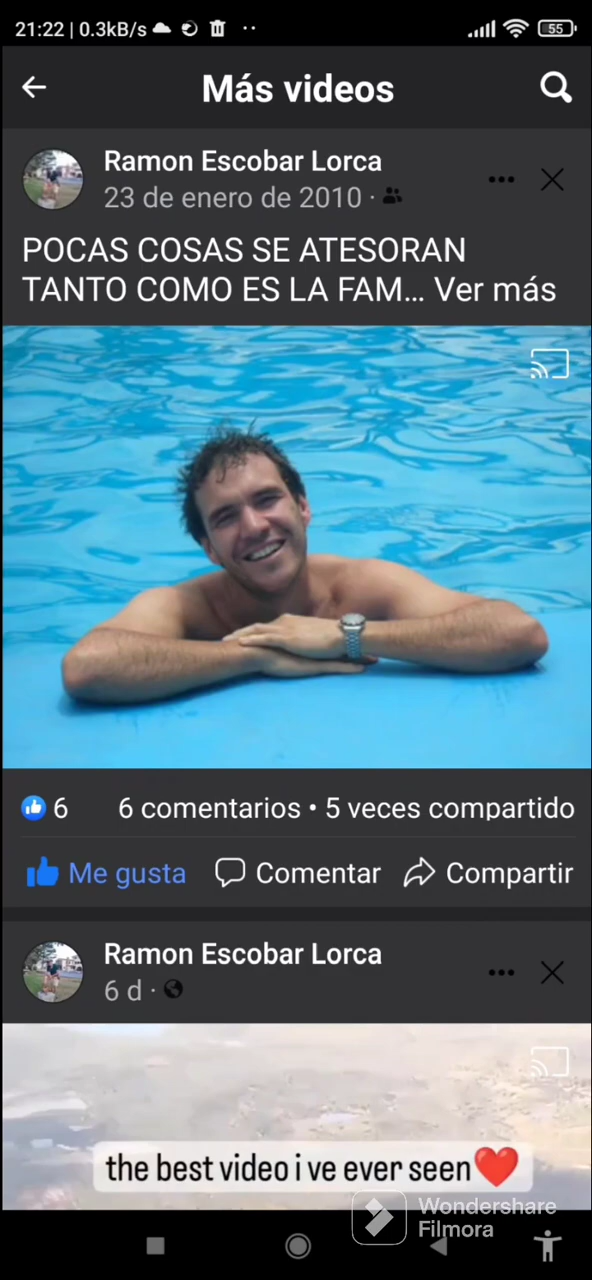 21:22 | 0.3kB/s
55
Más videos
Ramon Escobar Lorca
23 de enero de 2010 ·
POCAS COSAS SE ATESORAN
TANTO COMO ES LA FAM... Ver más
6 6 comentarios • 5 veces compartido
Me gusta Comentar Compartir
Ramon Escobar Lorca
6 d ·
the best video i ve ever seen❤️
Wondershare
Filmora